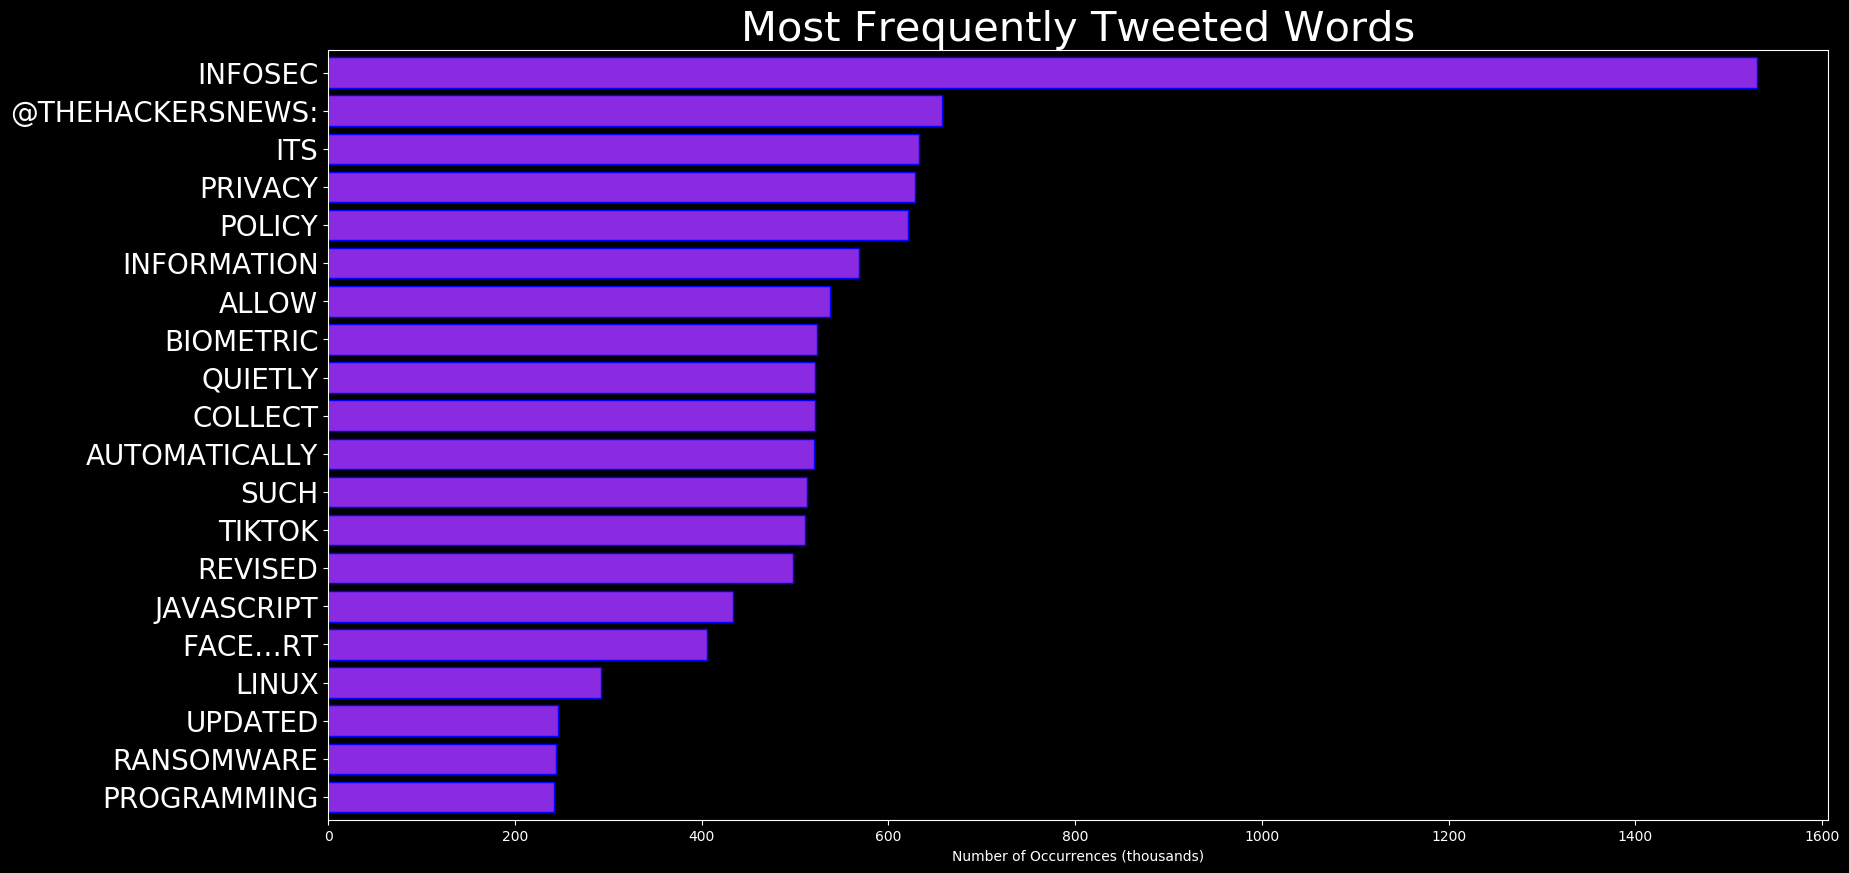 Most Frequently Tweeted Words
INFOSEC
@THEHACKERSNEWS:
ITS
PRIVACY
POLICY
INFORMATION
ALLOW
BIOMETRIC
QUIETLY
COLLECT
AUTOMATICALLY
SUCH
TIKTOK
REVISED
JAVASCRIPT
FACE…RT
LINUX
UPDATED
RANSOMWARE
PROGRAMMING
0 200 400 600 800 1000 1200 1400 1600
Number of Occurrences (thousands)